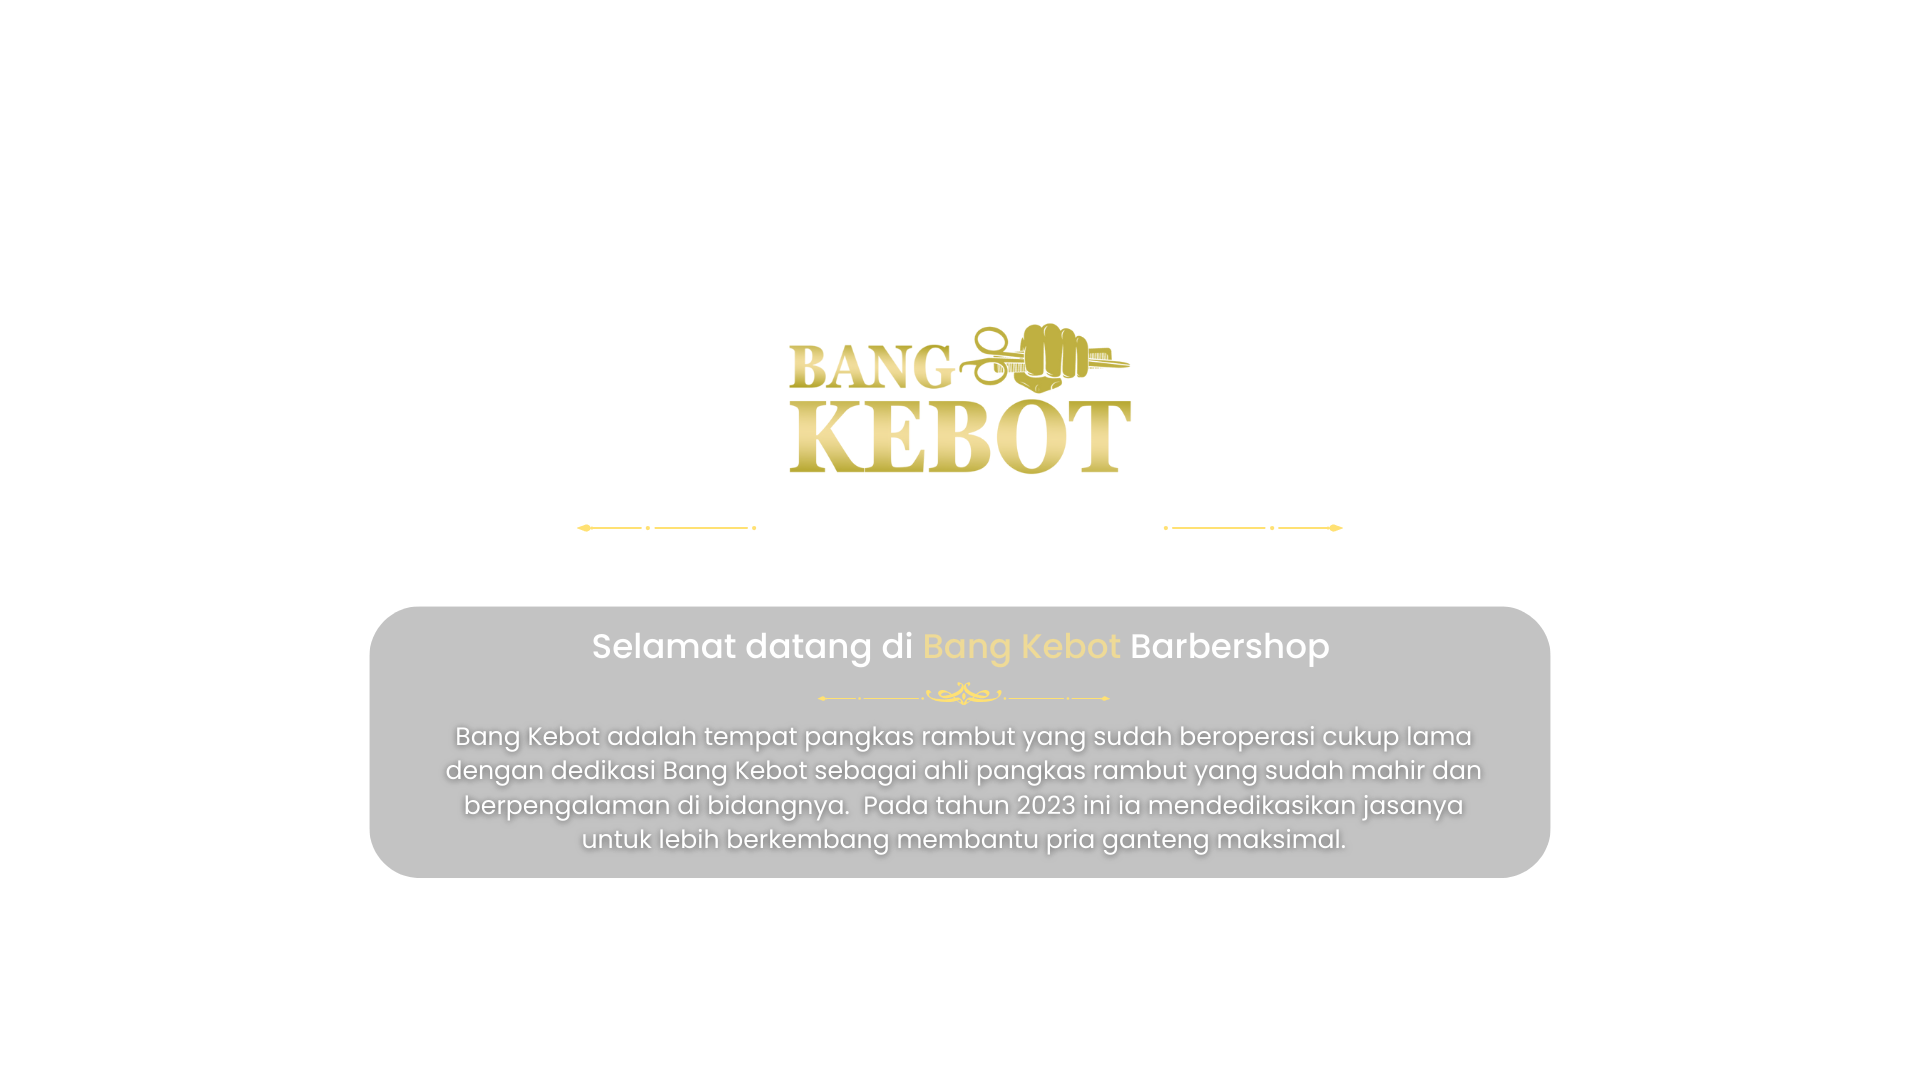 BANG
KEBOT
Selamat datang di Bang Kebot Barbershop
Bang Kebot adalah tempat pangkas rambut yang sudah beroperasi cukup lama
dengan dedikasi Bang Kebot sebagai ahli pangkas rambut yang sudah mahir dan
berpengalaman di bidangnya.  Pada tahun 2023 ini ia mendedikasikan jasanya
untuk lebih berkembang membantu pria ganteng maksimal.